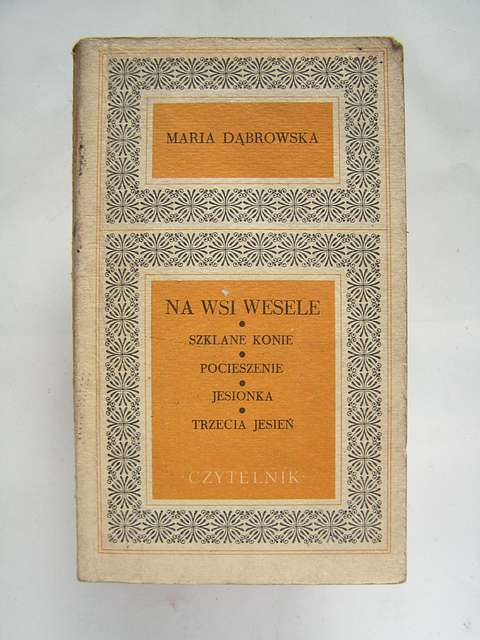 MARIA DĄBROWSKA
NA WSI WESELE
•
SZKLANE KONIE
•
POCIESZENIE
•
JESIONKA
•
TRZECIA JESIEŃ
·CZYTELNIK·